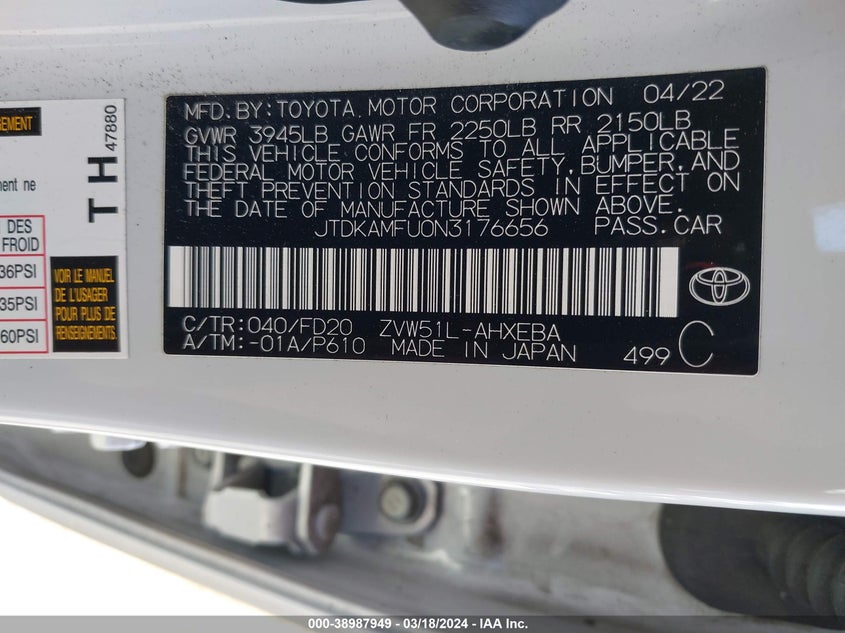 GEMENT
ment ne
DES
FROID
36PSI
35PSI
60PSI
TH
47880
VOIR LE MANUEL
DE L'USAGER
POUR PLUS DE
RENSEIGNEMENTS
MFD.BY:TOYOTA MOTOR CORPORATION 04/22
GVWR 3945LB GAWR FR 2250LB RR 2150LB
THIS VEHICLE CONFORMS TO ALL APPLICABLE
FEDERAL MOTOR VEHICLE SAFETY,BUMPER,AND
THEFT PREVENTION STANDARDS IN EFFECT ON
THE DATE OF MANUFACTURE SHOWN ABOVE.
JTDKAMFU0N3176656 PASS.CAR
C/TR:040/FD20 ZVW51L-AHXEBA
A/TM:-01A/P610 MADE IN JAPAN
499 C
000-38987949 - 03/18/2024 - IAA, Inc.